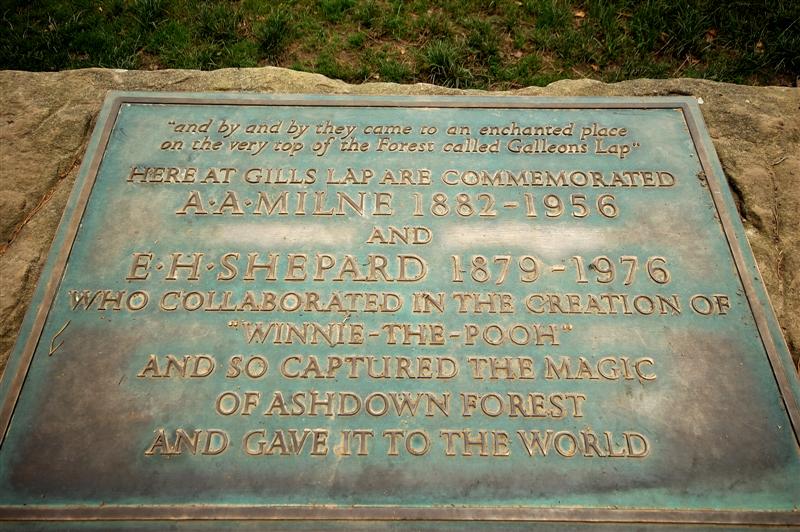 "and by and by they came to an enchanted place
on the very top of the Forest called Galleons Lap"
HERE AT GILLS LAP ARE COMMEMORATED
A·A·MILNE 1882-1956
AND
E·H·SHEPARD 1879-1976
WHO COLLABORATED IN THE CREATION OF
"WINNIE-THE-POOH"
AND SO CAPTURED THE MAGIC
OF ASHDOWN FOREST
AND GAVE IT TO THE WORLD